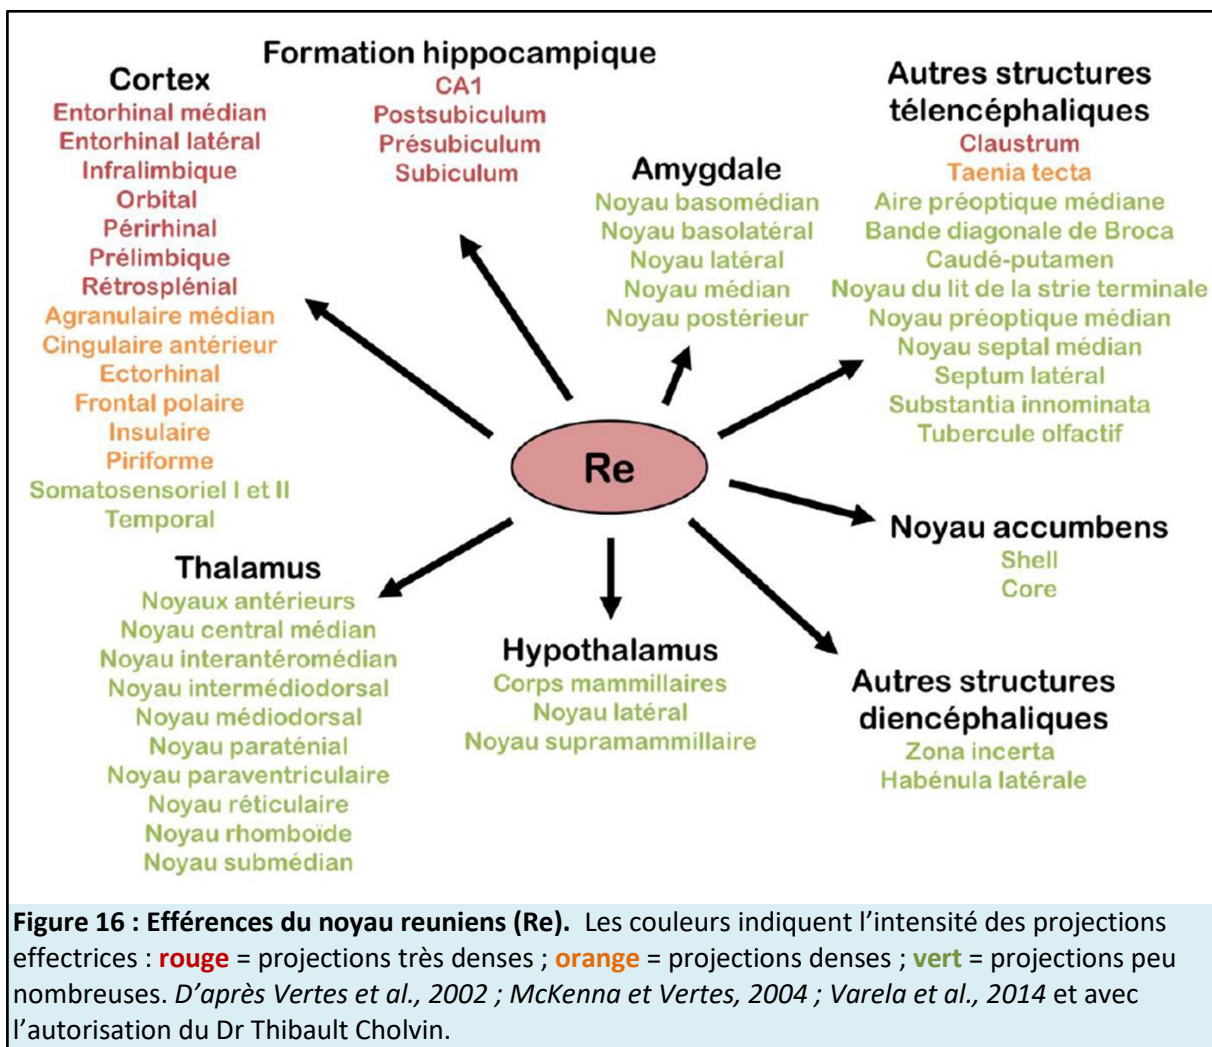 Formation hippocampique
CA1
Postsubiculum
Présubiculum
Subiculum
Cortex
Entorhinal médian
Entorhinal latéral
Infralimbique
Orbital
Périrhinal
Prélimbique
Rétrosplénial
Agranulaire médian
Cingulaire antérieur
Ectorhinal
Frontal polaire
Insulaire
Piriforme
Somatosensoriel I et II
Temporal
Amygdale
Noyau basomédian
Noyau basolatéral
Noyau latéral
Noyau médian
Noyau postérieur
Autres structures
télencéphaliques
Claustrum
Taenia tecta
Aire préoptique médiane
Bande diagonale de Broca
Caudé-putamen
Noyau du lit de la strie terminale
Noyau préoptique médian
Noyau septal médian
Septum latéral
Substantia innominata
Tubercule olfactif
Re
Noyau accumbens
Shell
Core
Thalamus
Noyaux antérieurs
Noyau central médian
Noyau interantéromédian
Noyau intermédiodorsal
Noyau médiodorsal
Noyau paraténial
Noyau paraventriculaire
Noyau réticulaire
Noyau rhomboïde
Noyau submédian
Hypothalamus
Corps mammillaires
Noyau latéral
Noyau supramammillaire
Autres structures
diencéphaliques
Zona incerta
Habénula latérale
Figure 16 : Efférences du noyau reuniens (Re). Les couleurs indiquent l’intensité des projections
effectrices : rouge = projections très denses ; orange = projections denses ; vert = projections peu
nombreuses. D’après Vertes et al., 2002 ; McKenna et Vertes, 2004 ; Varela et al., 2014 et avec
l’autorisation du Dr Thibault Cholvin.